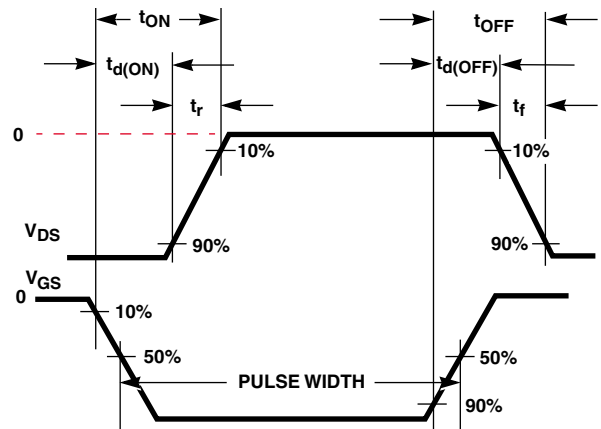 tON
tOFF
td(ON)
td(OFF)
tr
tf
0
10%
10%
VDS
90%
90%
VGS
0
10%
50%
50%
PULSE WIDTH
90%